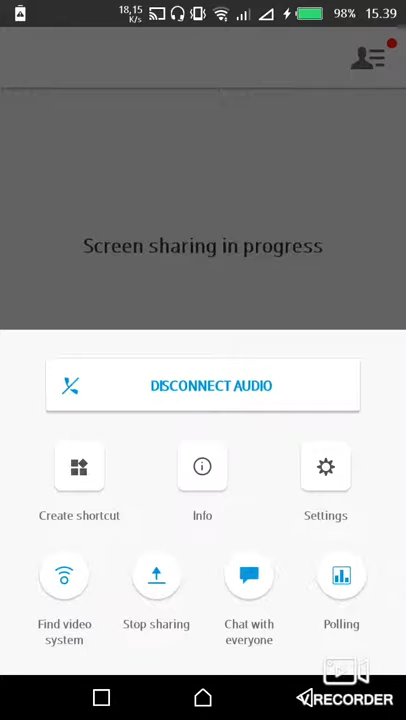 18,15
K/s
98% 15.39
Screen sharing in progress
DISCONNECT AUDIO
Create shortcut
Info
Settings
Find video
system
Stop sharing
Chat with
everyone
Polling
VRECORDER